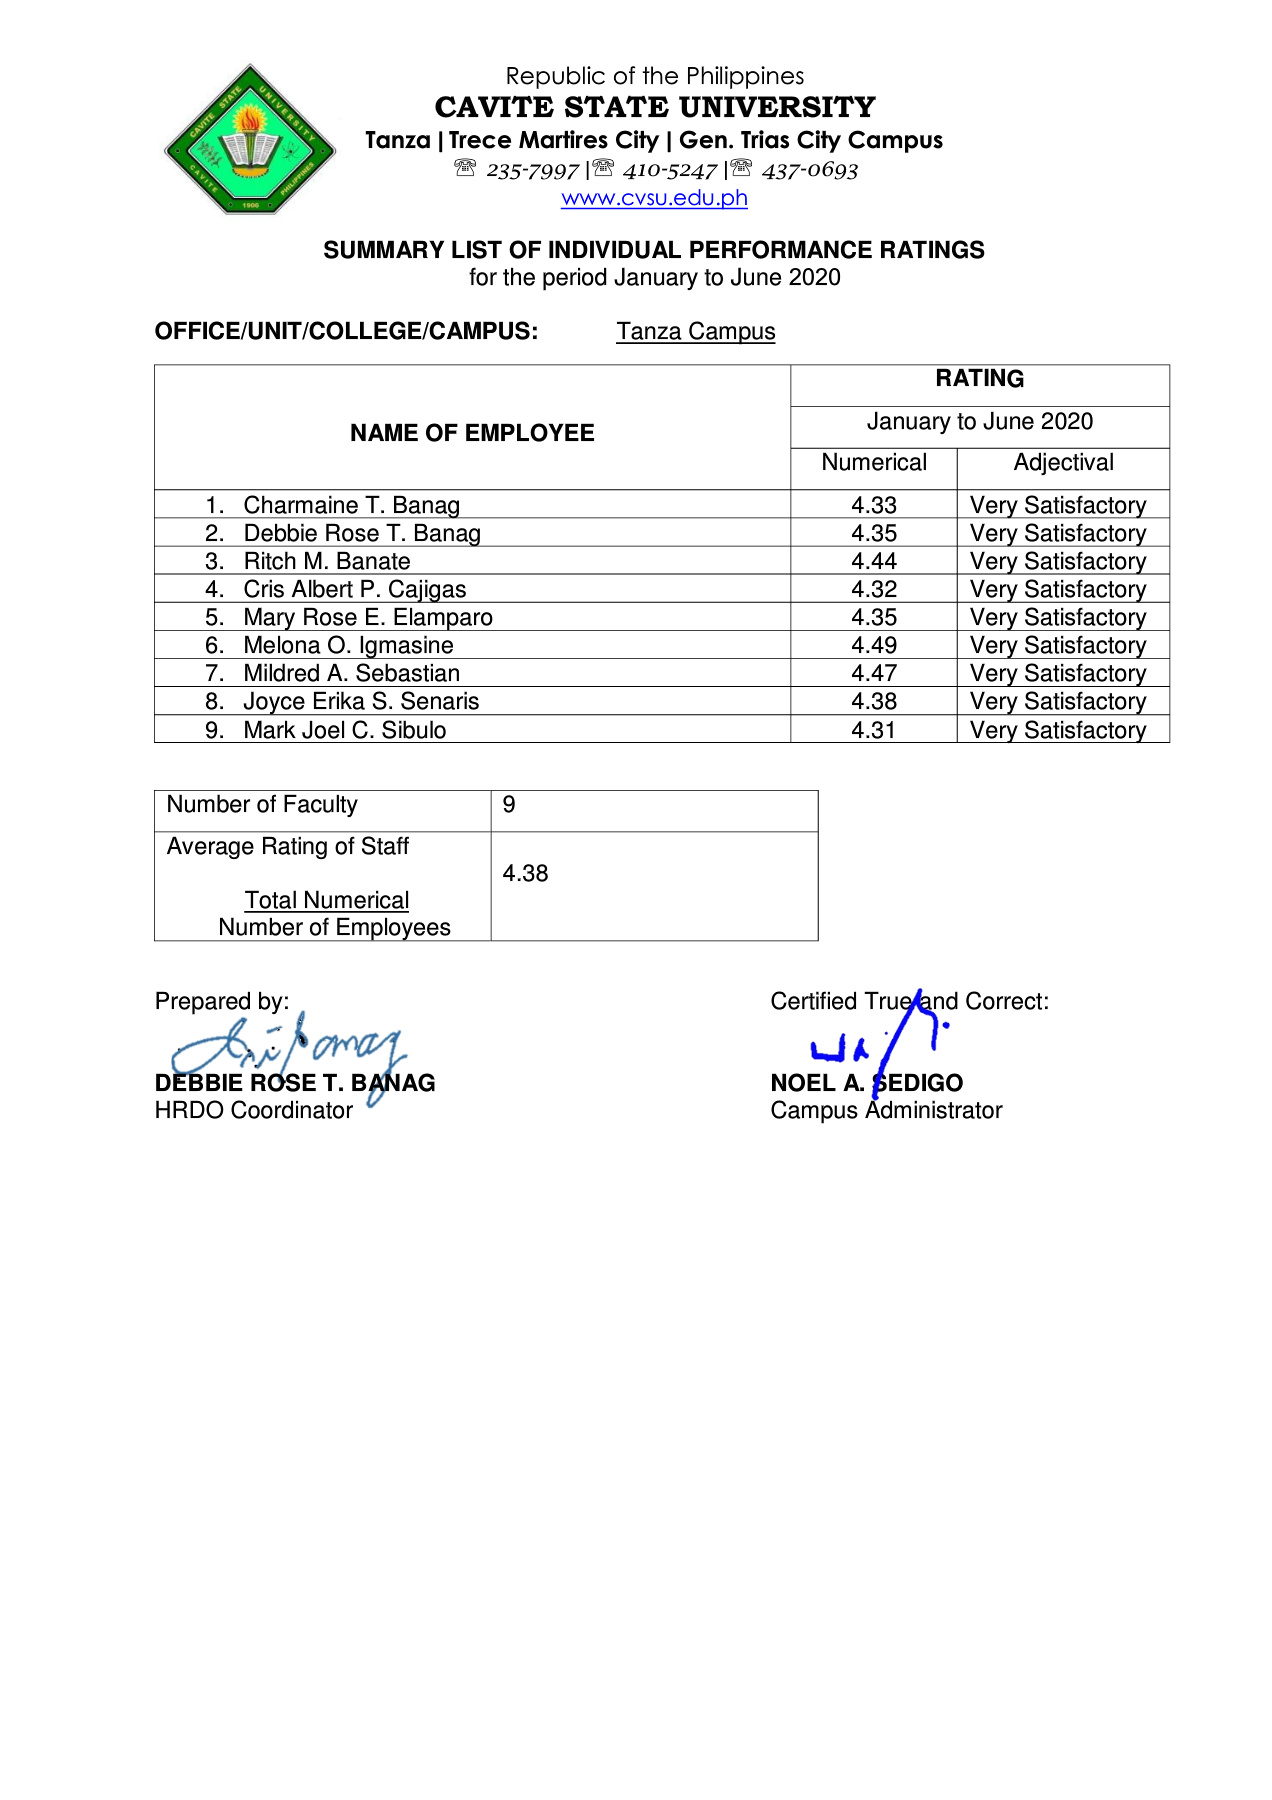 CAVITE STATE UNIVERSITY
CAVITE PHILIPPINES
1906
Republic of the Philippines
CAVITE STATE UNIVERSITY
Tanza | Trece Martires City | Gen. Trias City Campus
☏ 235-7997 |☏ 410-5247 |☏ 437-0693
www.cvsu.edu.ph
SUMMARY LIST OF INDIVIDUAL PERFORMANCE RATINGS
for the period January to June 2020
OFFICE/UNIT/COLLEGE/CAMPUS: Tanza Campus
NAME OF EMPLOYEE
RATING
January to June 2020
Numerical Adjectival
1. Charmaine T. Banag 4.33 Very Satisfactory
2. Debbie Rose T. Banag 4.35 Very Satisfactory
3. Ritch M. Banate 4.44 Very Satisfactory
4. Cris Albert P. Cajigas 4.32 Very Satisfactory
5. Mary Rose E. Elamparo 4.35 Very Satisfactory
6. Melona O. Igmasine 4.49 Very Satisfactory
7. Mildred A. Sebastian 4.47 Very Satisfactory
8. Joyce Erika S. Senaris 4.38 Very Satisfactory
9. Mark Joel C. Sibulo 4.31 Very Satisfactory
Number of Faculty 9
Average Rating of Staff
4.38
Total Numerical
Number of Employees
Prepared by: Certified True and Correct:
DEBBIE ROSE T. BANAG NOEL A. SEDIGO
HRDO Coordinator Campus Administrator